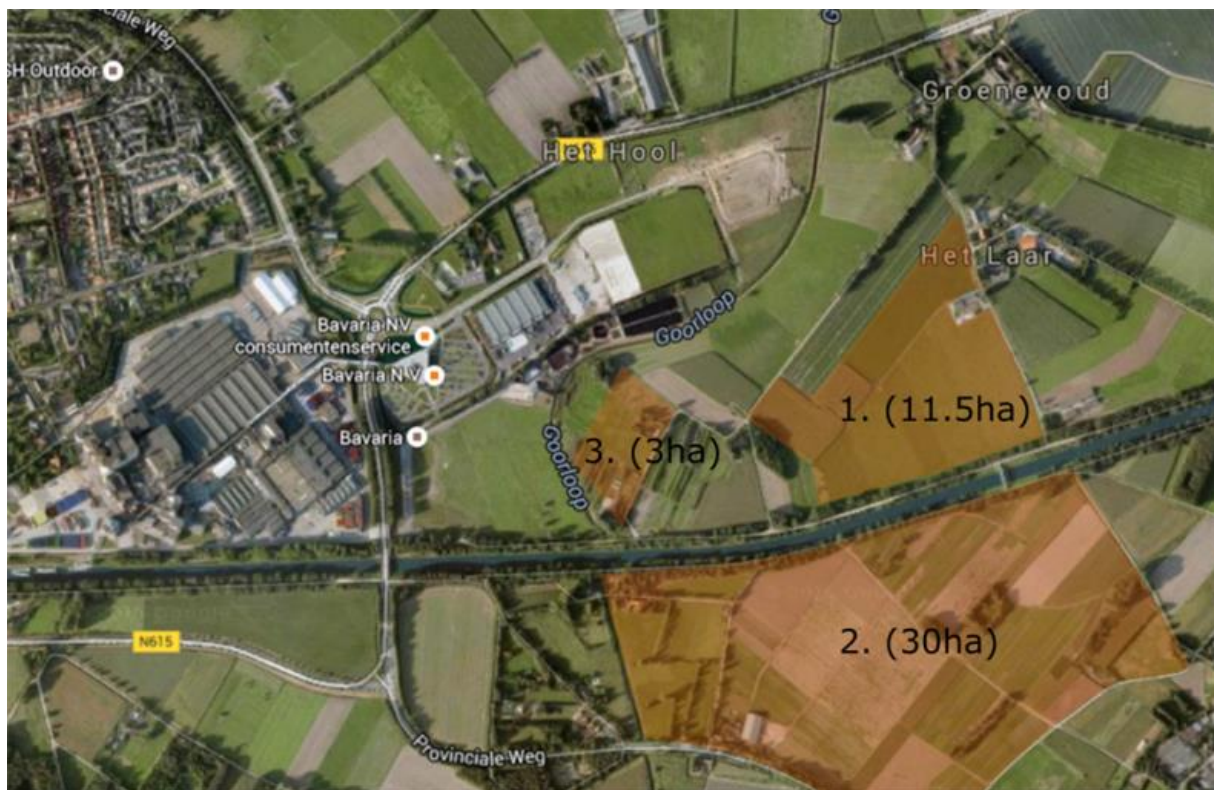 Provinciale Weg
SH Outdoor
G
Groenewoud
Het Hool
Het Laar
Goorloop
Bavaria NV
consumentenservice
Bavaria N.V
1. (11.5ha)
Bavaria
Goorloop
3. (3ha)
N615
2. (30ha)
Provinciale Weg